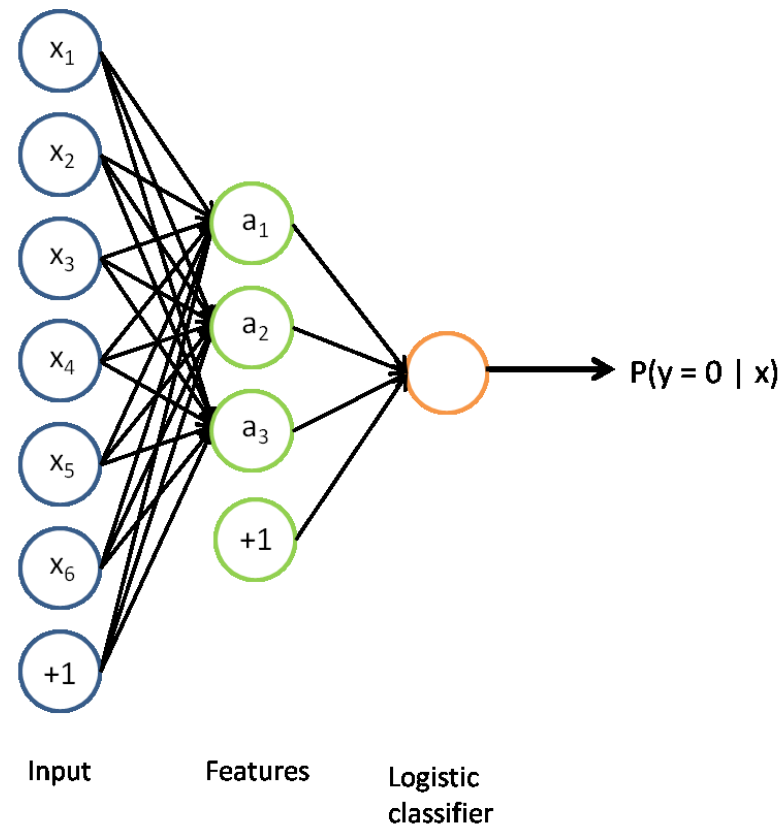 x₁
x₂
x₃
x₄
x₅
x₆
+1
a₁
a₂
a₃
+1
P(y = 0 | x)
Input
Features
Logistic
classifier